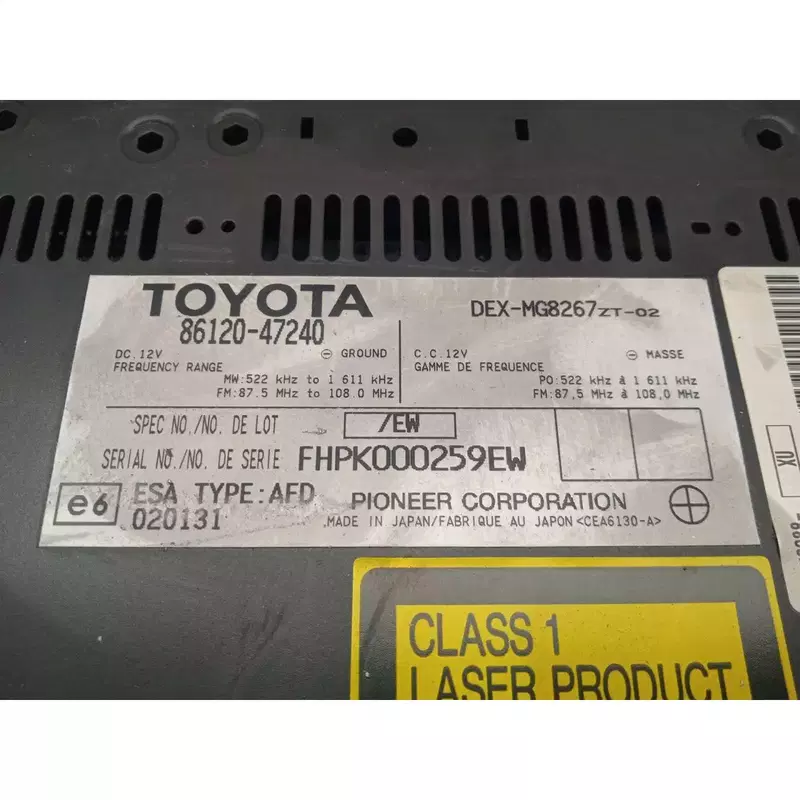 TOYOTA
86120-47240
DEX-MG8267ZT-02
DC. 12V ⊖ GROUND
FREQUENCY RANGE
MW: 522 kHz to 1 611 kHz
FM: 87.5 MHz to 108.0 MHz
C.C. 12V ⊖ MASSE
GAMME DE FREQUENCE
PO: 522 kHz à 1 611 kHz
FM: 87,5 MHz à 108,0 MHz
SPEC NO./NO. DE LOT /EW
SERIAL NO./NO. DE SERIE FHPK000259EW
e6 ESA TYPE: AFD
020131
PIONEER CORPORATION
MADE IN JAPAN/FABRIQUE AU JAPON <CEA6130-A>
XU
CLASS 1
LASER PRODUCT